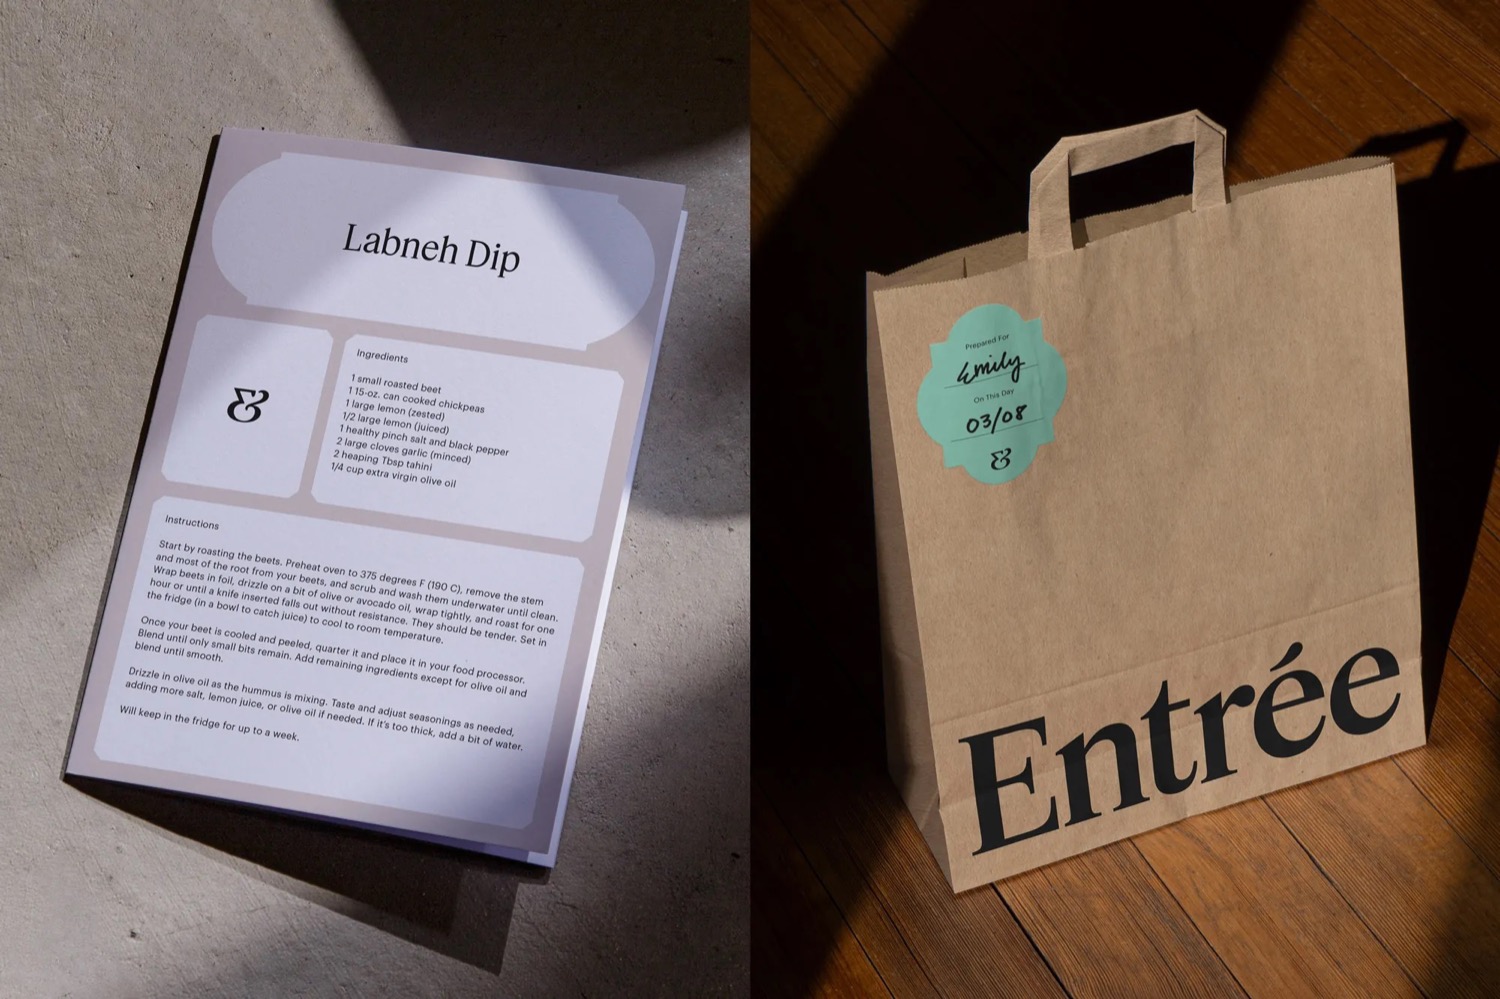 Labneh Dip
&
Ingredients
1 small roasted beet
1 15-oz. can cooked chickpeas
1 large lemon (zested)
1/2 large lemon (juiced)
1 healthy pinch salt and black pepper
2 large cloves garlic (minced)
2 heaping Tbsp tahini
1/4 cup extra virgin olive oil
Instructions
Start by roasting the beets. Preheat oven to 375 degrees F (190 C), remove the stem
and most of the root from your beets, and scrub and wash them underwater until clean.
Wrap beets in foil, drizzle on a bit of olive or avocado oil, wrap tightly, and roast for one
hour or until a knife inserted falls out without resistance. They should be tender. Set in
the fridge (in a bowl to catch juice) to cool to room temperature.
Once your beet is cooled and peeled, quarter it and place it in your food processor.
Blend until only small bits remain. Add remaining ingredients except for olive oil and
blend until smooth.
Drizzle in olive oil as the hummus is mixing. Taste and adjust seasonings as needed,
adding more salt, lemon juice, or olive oil if needed. If it's too thick, add a bit of water.
Will keep in the fridge for up to a week.
Prepared For
Emily
On This Day
03/08
&
Entrée